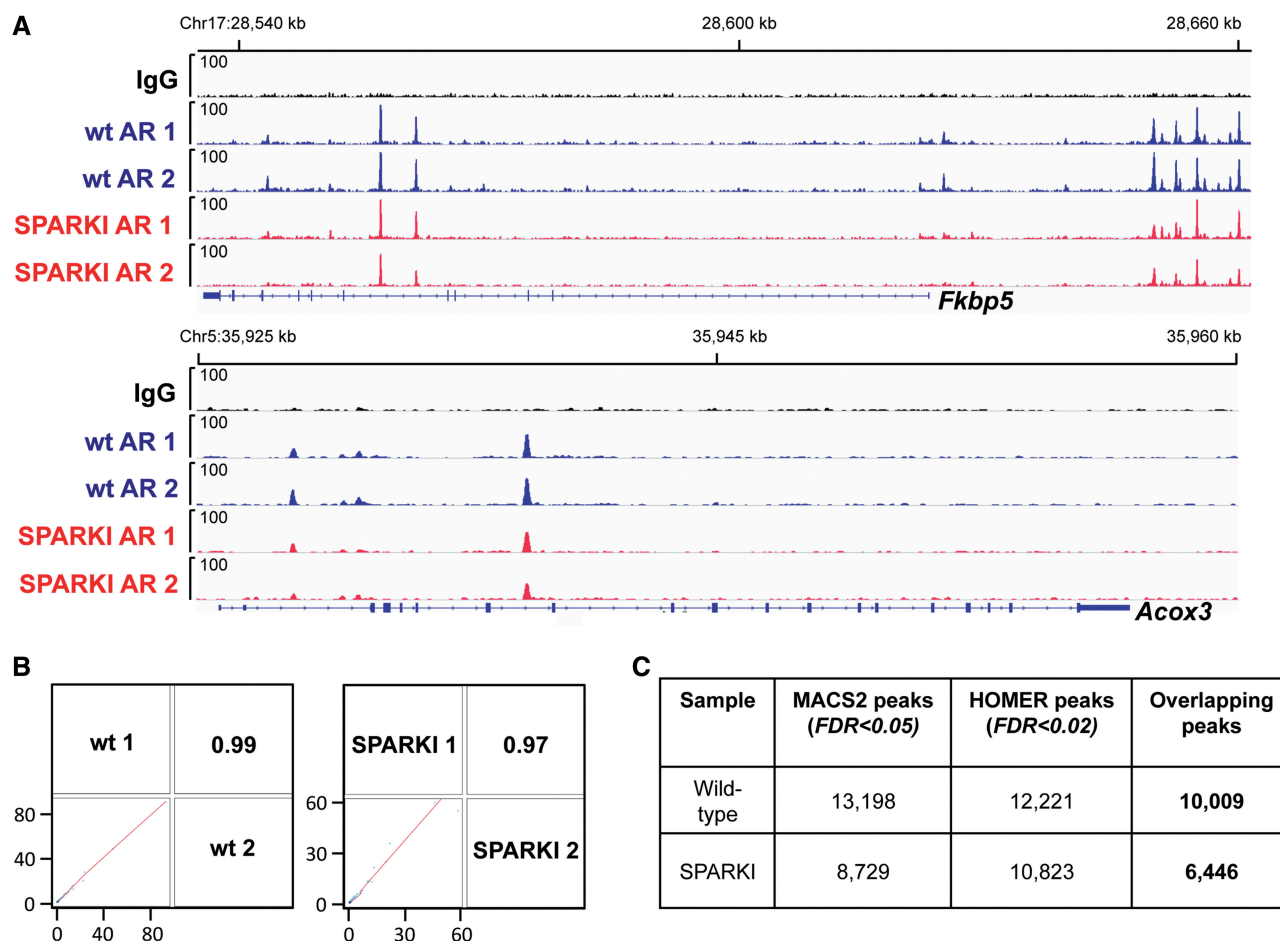 A
Chr17:28,540 kb 28,600 kb 28,660 kb
IgG 100
wt AR 1 100
wt AR 2 100
SPARKI AR 1 100
SPARKI AR 2 100
Fkbp5
Chr5:35,925 kb 35,945 kb 35,960 kb
IgG 100
wt AR 1 100
wt AR 2 100
SPARKI AR 1 100
SPARKI AR 2 100
Acox3
B
wt 1 0.99
80
40
0
wt 2
0 40 80
SPARKI 1 0.97
60
30
0
SPARKI 2
0 30 60
C
Sample MACS2 peaks (FDR<0.05) HOMER peaks (FDR<0.02) Overlapping peaks
Wild-type 13,198 12,221 10,009
SPARKI 8,729 10,823 6,446